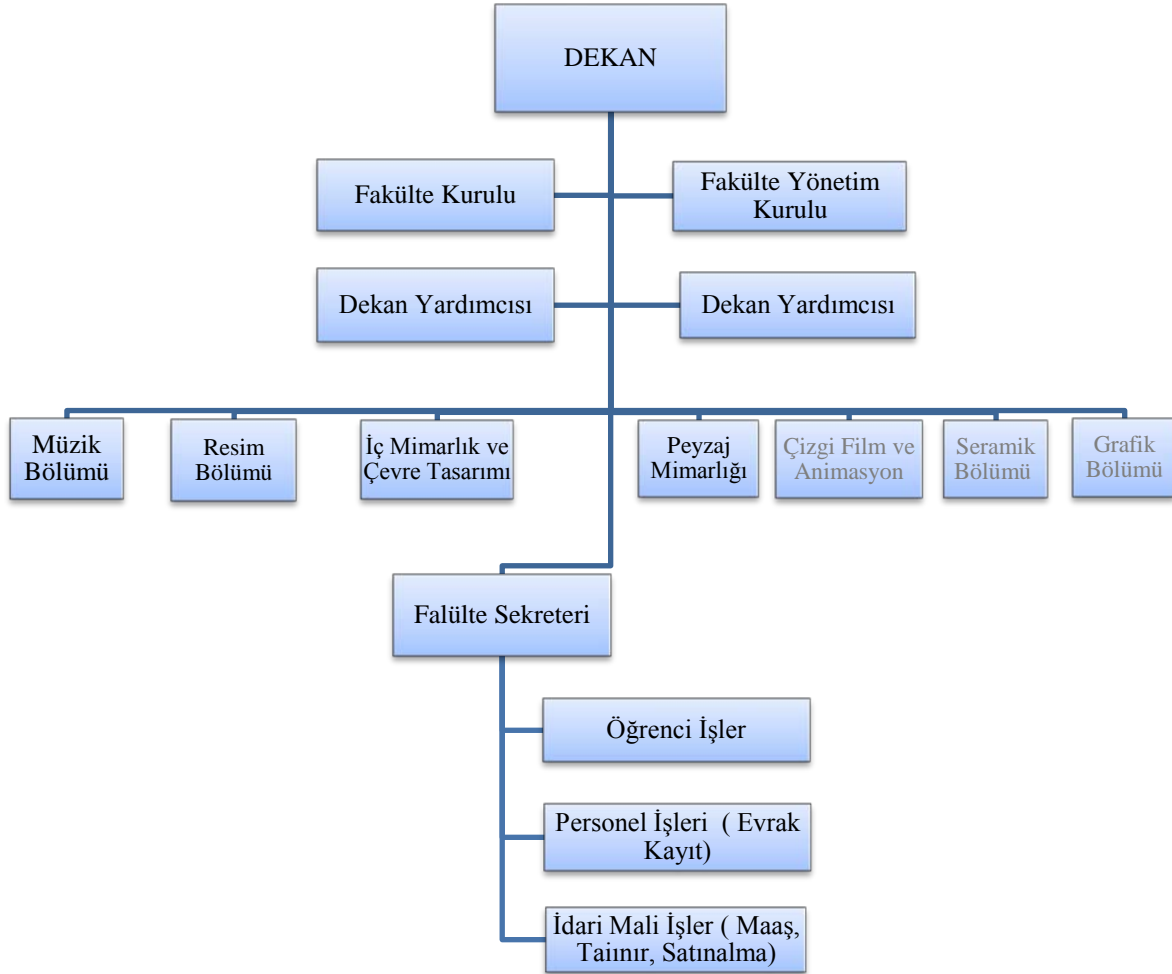 DEKAN
Fakülte Kurulu
Fakülte Yönetim
Kurulu
Dekan Yardımcısı
Dekan Yardımcısı
Müzik
Bölümü
Resim
Bölümü
İç Mimarlık ve
Çevre Tasarımı
Peyzaj
Mimarlığı
Çizgi Film ve
Animasyon
Seramik
Bölümü
Grafik
Bölümü
Falülte Sekreteri
Öğrenci İşler
Personel İşleri ( Evrak
Kayıt)
İdari Mali İşler ( Maaş,
Taiınır, Satınalma)